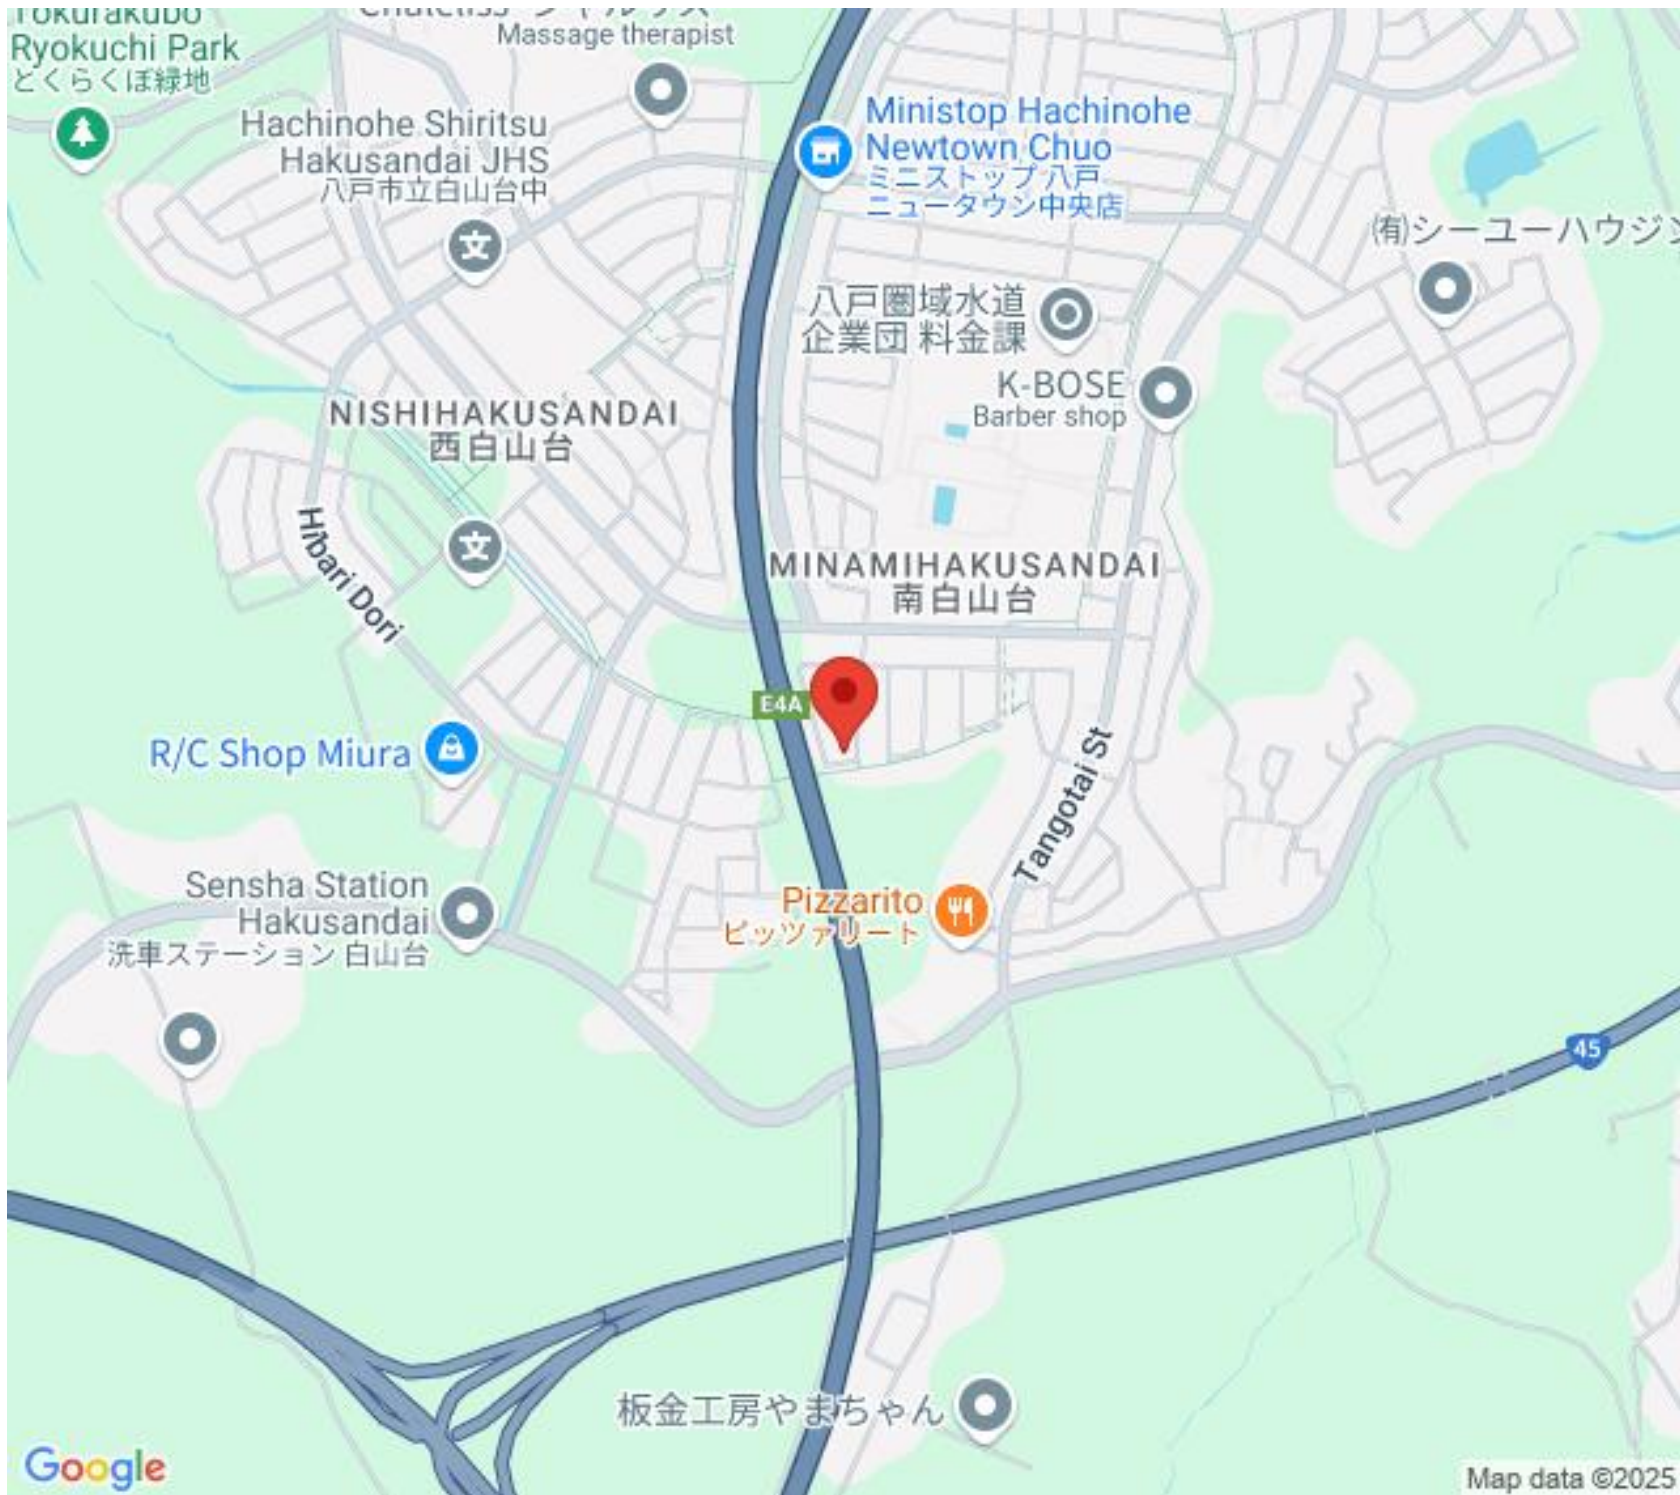 Ryokuchi Park
とくらくぼ緑地
Massage therapist
Hachinohe Shiritsu
Hakusandai JHS
八戸市立白山台中
文
Ministop Hachinohe
Newtown Chuo
ミニストップ 八戸
ニュータウン中央店
㈲シーユーハウジ
八戸圏域水道
企業団 料金課
K-BOSE
Barber shop
NISHIHAKUSANDAI
西白山台
Hibari Dori
文
MINAMIHAKUSANDAI
南白山台
E4A
R/C Shop Miura
Tangotai St
Sensha Station
Hakusandai
洗車ステーション 白山台
Pizzarito
ピッツァリート
45
板金工房やまちゃん
Google
Map data ©2025